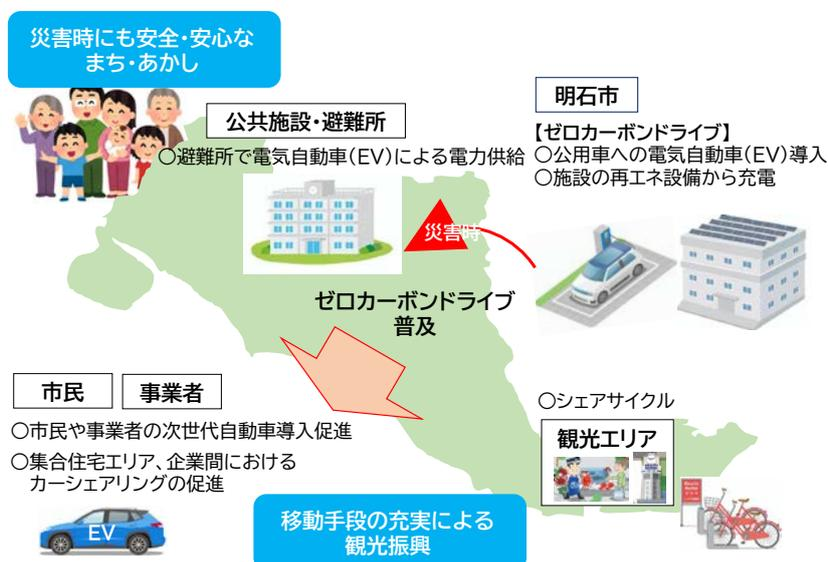 災害時にも安全・安心な
まち・あかし
公共施設・避難所
○避難所で電気自動車(EV)による電力供給
明石市
【ゼロカーボンドライブ】
○公用車への電気自動車(EV)導入
○施設の再エネ設備から充電
災害時
ゼロカーボンドライブ
普及
市民
事業者
○市民や事業者の次世代自動車導入促進
○集合住宅エリア、企業間における
カーシェアリングの促進
EV
○シェアサイクル
観光エリア
移動手段の充実による
観光振興